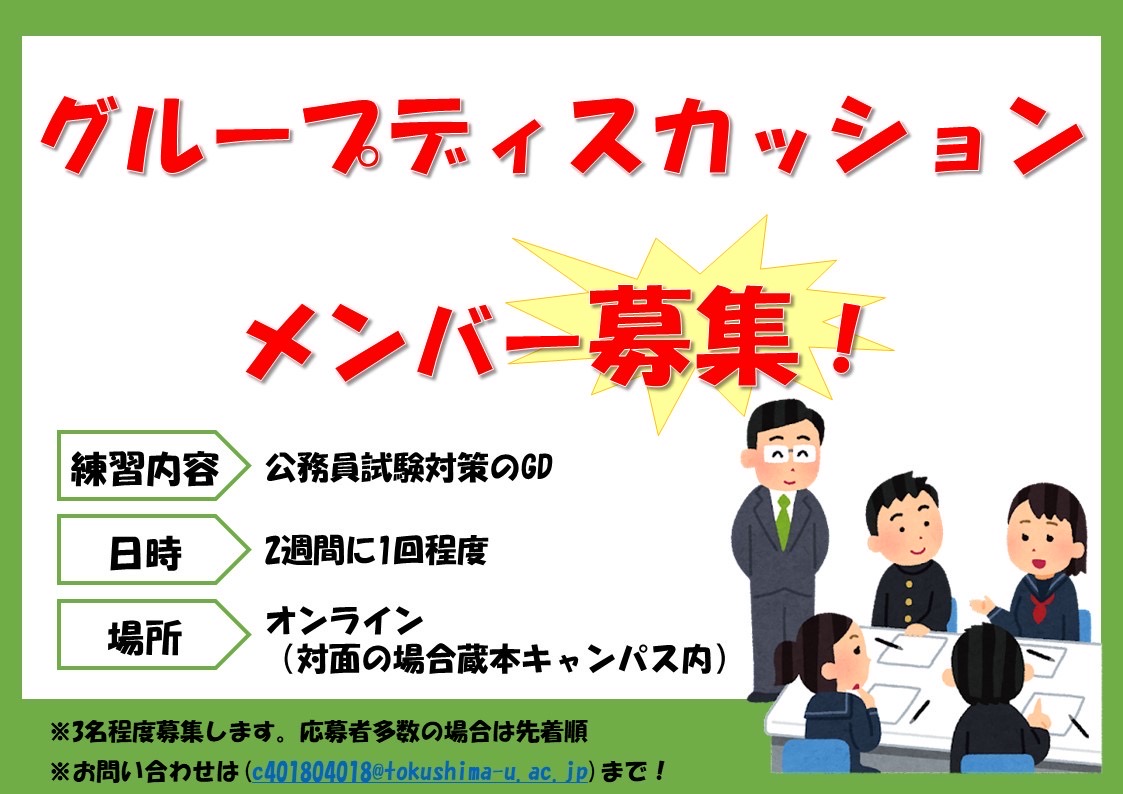 グループディスカッション
メンバー募集！
練習内容 公務員試験対策のGD
日時 2週間に1回程度
場所 オンライン
（対面の場合蔵本キャンパス内）
※3名程度募集します。応募者多数の場合は先着順
※お問い合わせは(c401804018@tokushima-u.ac.jp)まで！